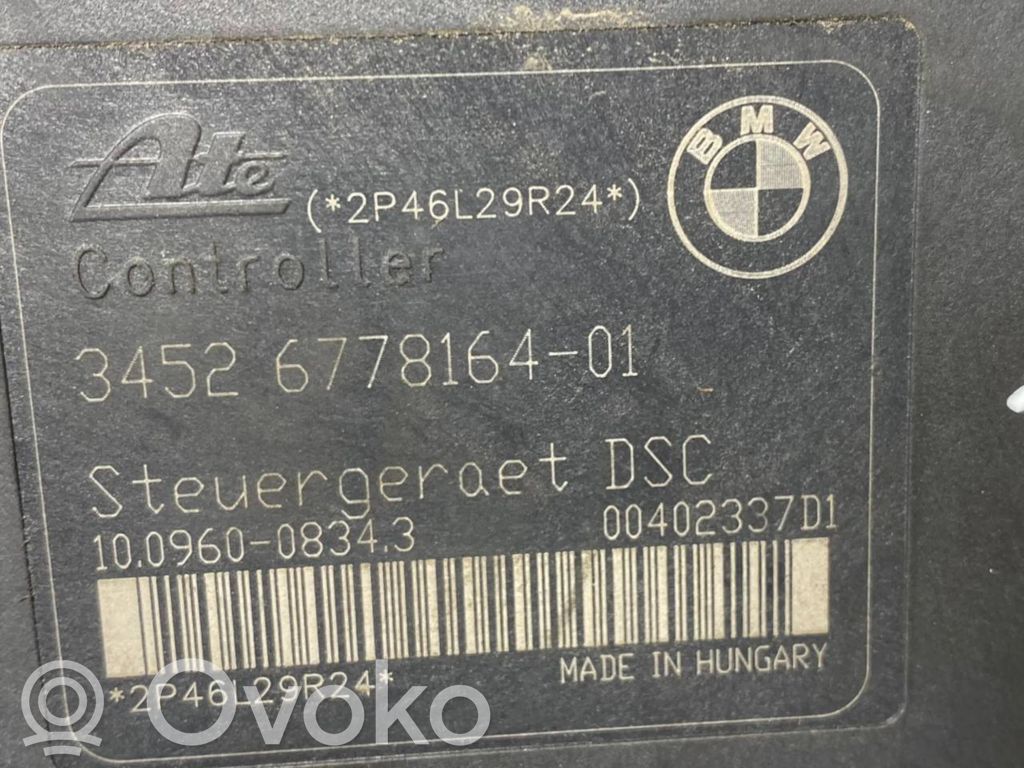 Ate
(*2P46L29R24*)
BMW
Controller
3452 6778164-01
Steuergeraet DSC
10.0960-0834.3 00402337D1
*2P46L29R24*
MADE IN HUNGARY
Ovoko